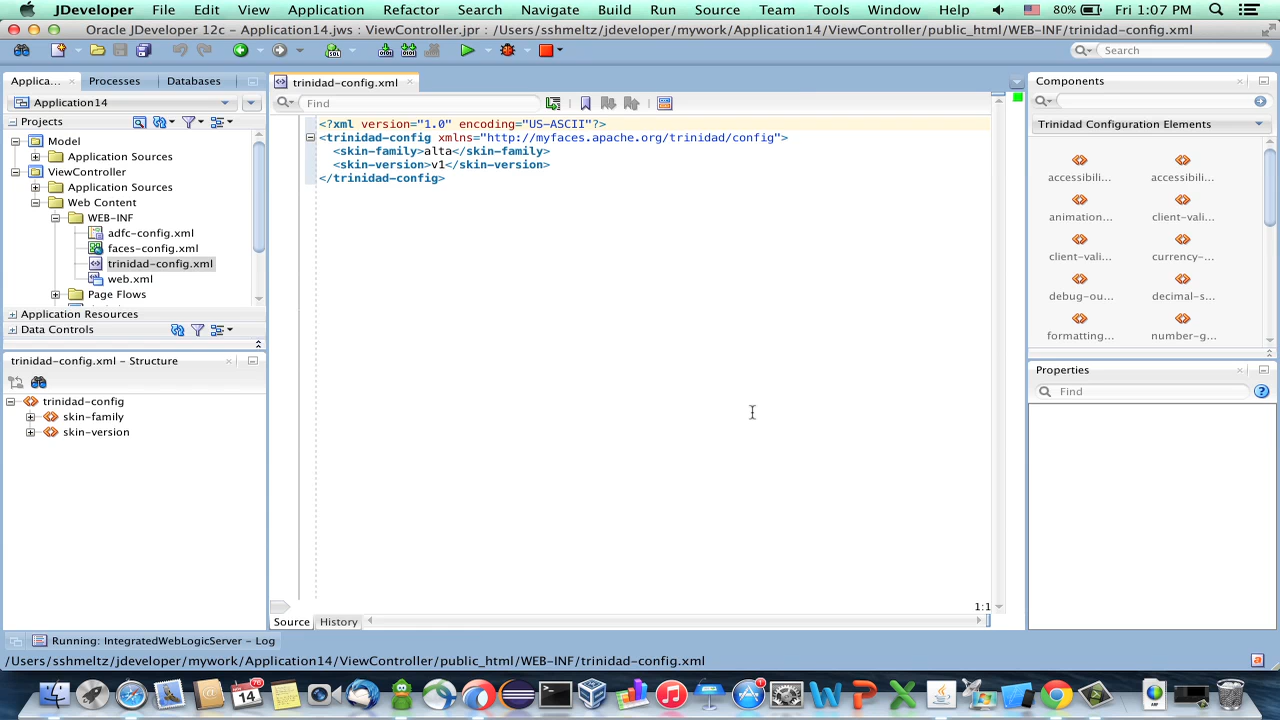 JDeveloper File Edit View Application Refactor Search Navigate Build Run Source Team Tools Window Help 80% Fri 1:07 PM
Oracle JDeveloper 12c - Application14.jws : ViewController.jpr : /Users/sshmeltz/jdeveloper/mywork/Application14/ViewController/public_html/WEB-INF/trinidad-config.xml
Search
Applica... Processes Databases
trinidad-config.xml
Components
Application14
Find
Trinidad Configuration Elements
Projects
Model
Application Sources
ViewController
Application Sources
Web Content
WEB-INF
adfc-config.xml
faces-config.xml
trinidad-config.xml
web.xml
Page Flows
Application Resources
Data Controls
<?xml version="1.0" encoding="US-ASCII"?>
<trinidad-config xmlns="http://myfaces.apache.org/trinidad/config">
<skin-family>alta</skin-family>
<skin-version>v1</skin-version>
</trinidad-config>
accessibili... accessibili...
animation... client-vali...
client-vali... currency-...
debug-ou... decimal-s...
formatting... number-g...
trinidad-config.xml - Structure
trinidad-config
skin-family
skin-version
Properties
Find
1:1
Source History
Running: IntegratedWebLogicServer - Log
/Users/sshmeltz/jdeveloper/mywork/Application14/ViewController/public_html/WEB-INF/trinidad-config.xml
14